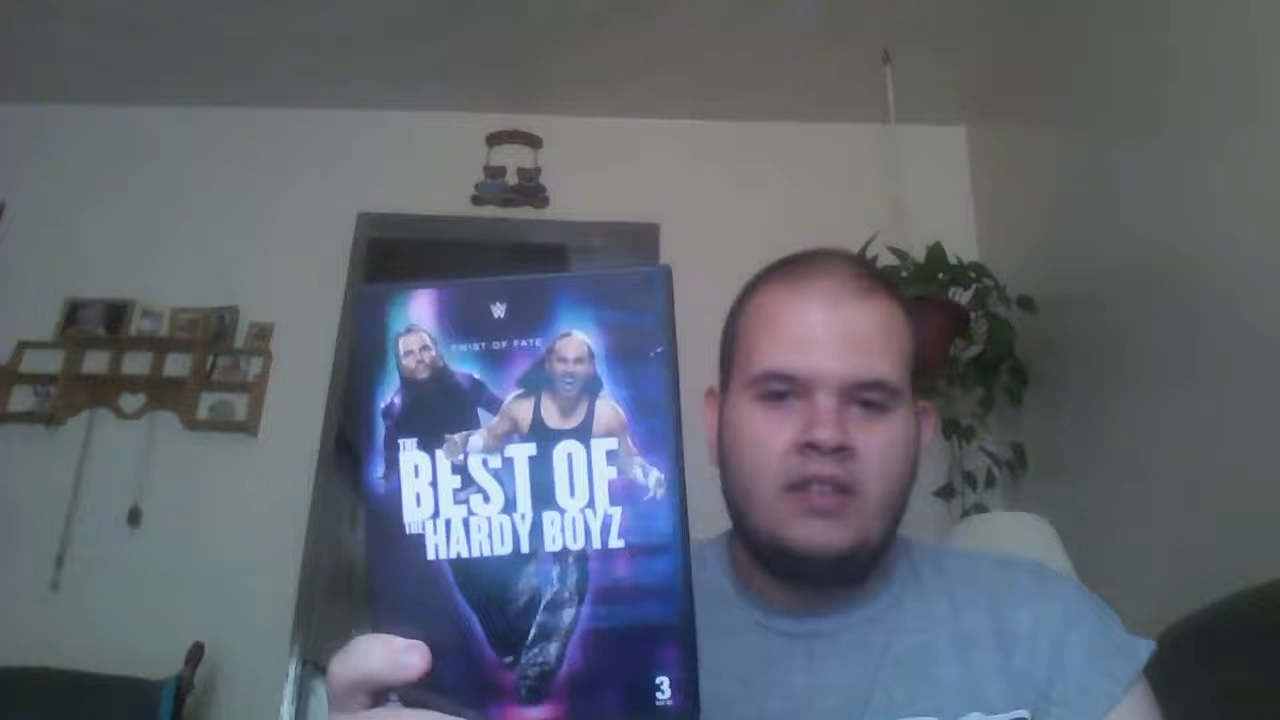 W
TWIST OF FATE
THE
BEST OF
THE
HARDY BOYZ
3